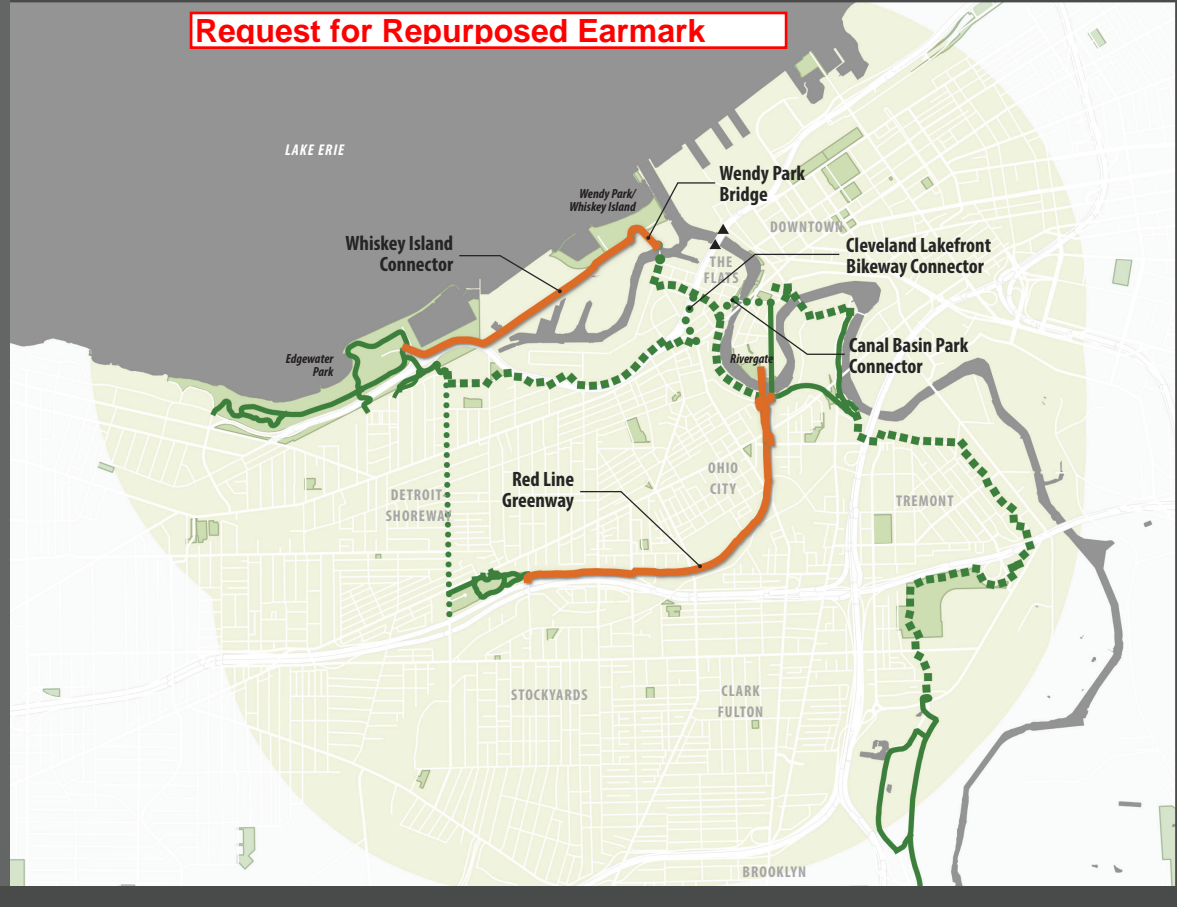 Request for Repurposed Earmark
LAKE ERIE
Wendy Park
Bridge
Wendy Park/
Whiskey Island
DOWNTOWN
Whiskey Island
Connector
Cleveland Lakefront
Bikeway Connector
THE
FLATS
Edgewater
Park
Rivergate
Canal Basin Park
Connector
Red Line
Greenway
OHIO
CITY
DETROIT-
SHOREWAY
TREMONT
STOCKYARDS
CLARK
FULTON
BROOKLYN